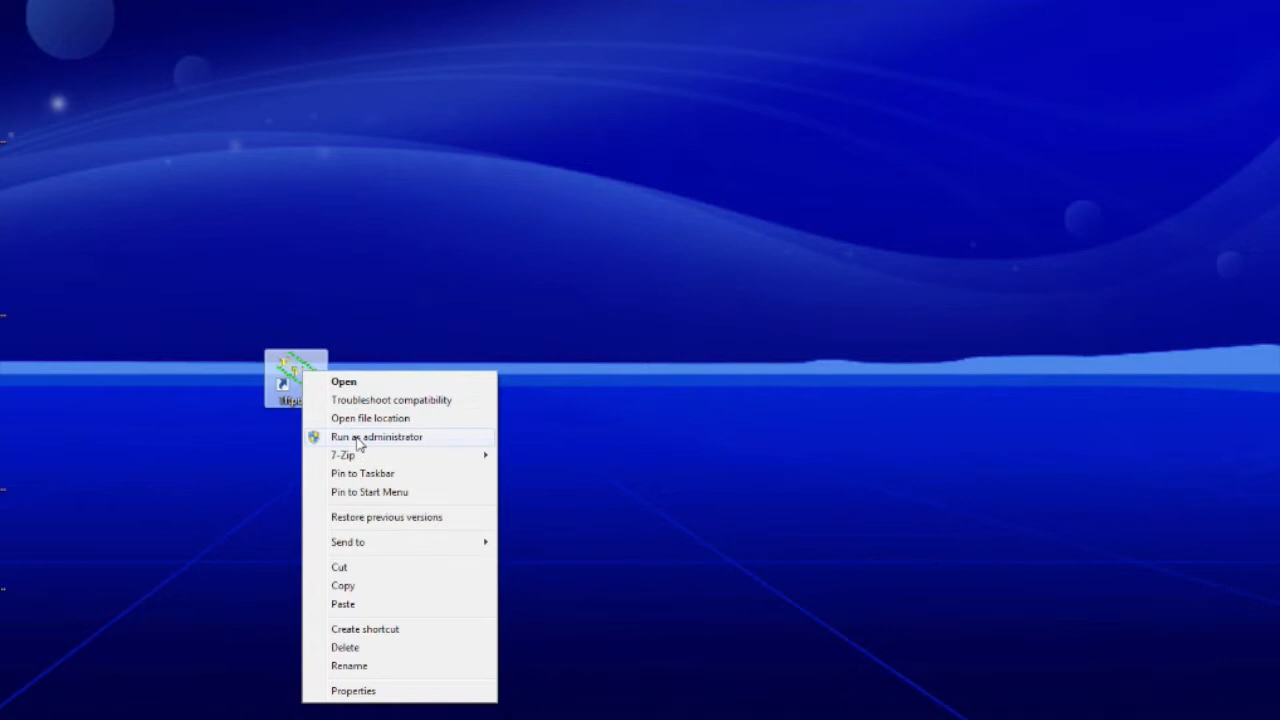 Open
Troubleshoot compatibility
Open file location
Run as administrator
7-Zip
Pin to Taskbar
Pin to Start Menu
Restore previous versions
Send to
Cut
Copy
Paste
Create shortcut
Delete
Rename
Properties